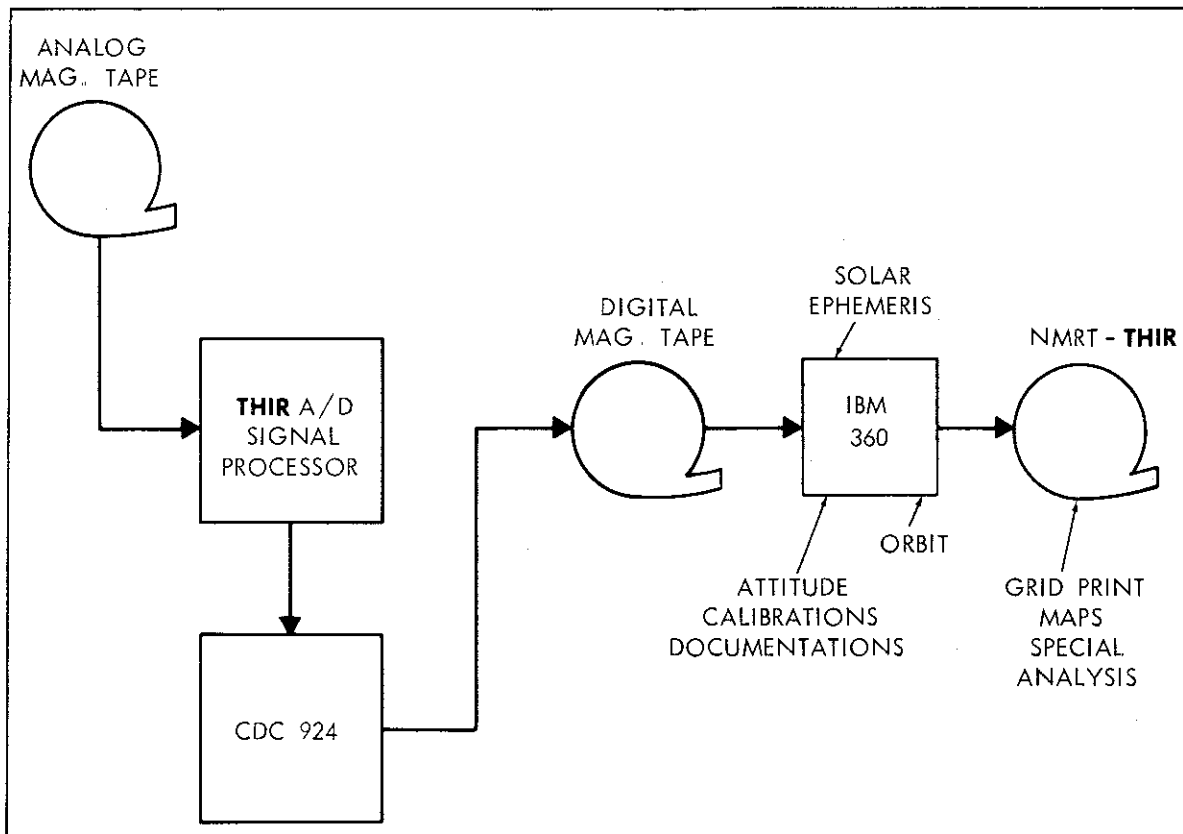 ANALOG
MAG. TAPE
THIR A/D
SIGNAL
PROCESSOR
CDC 924
DIGITAL
MAG. TAPE
SOLAR
EPHEMERIS
IBM
360
ATTITUDE
CALIBRATIONS
DOCUMENTATIONS
ORBIT
NMRT - THIR
GRID PRINT
MAPS
SPECIAL
ANALYSIS